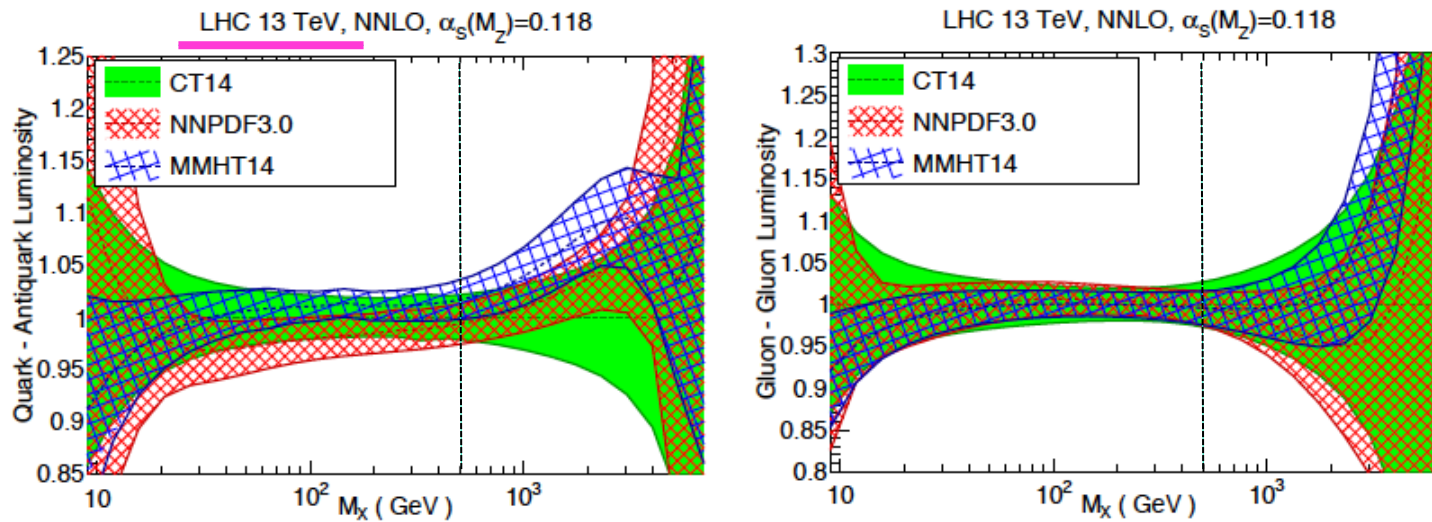 LHC 13 TeV, NNLO, αs(Mz)=0.118
Quark - Antiquark Luminosity
1.25
1.2
1.15
1.1
1.05
1
0.95
0.9
0.85
CT14
NNPDF3.0
MMHT14
10
10²
10³
Mx ( GeV )
LHC 13 TeV, NNLO, αs(Mz)=0.118
Gluon - Gluon Luminosity
1.3
1.25
1.2
1.15
1.1
1.05
1
0.95
0.9
0.85
0.8
CT14
NNPDF3.0
MMHT14
10
10²
10³
Mx ( GeV )